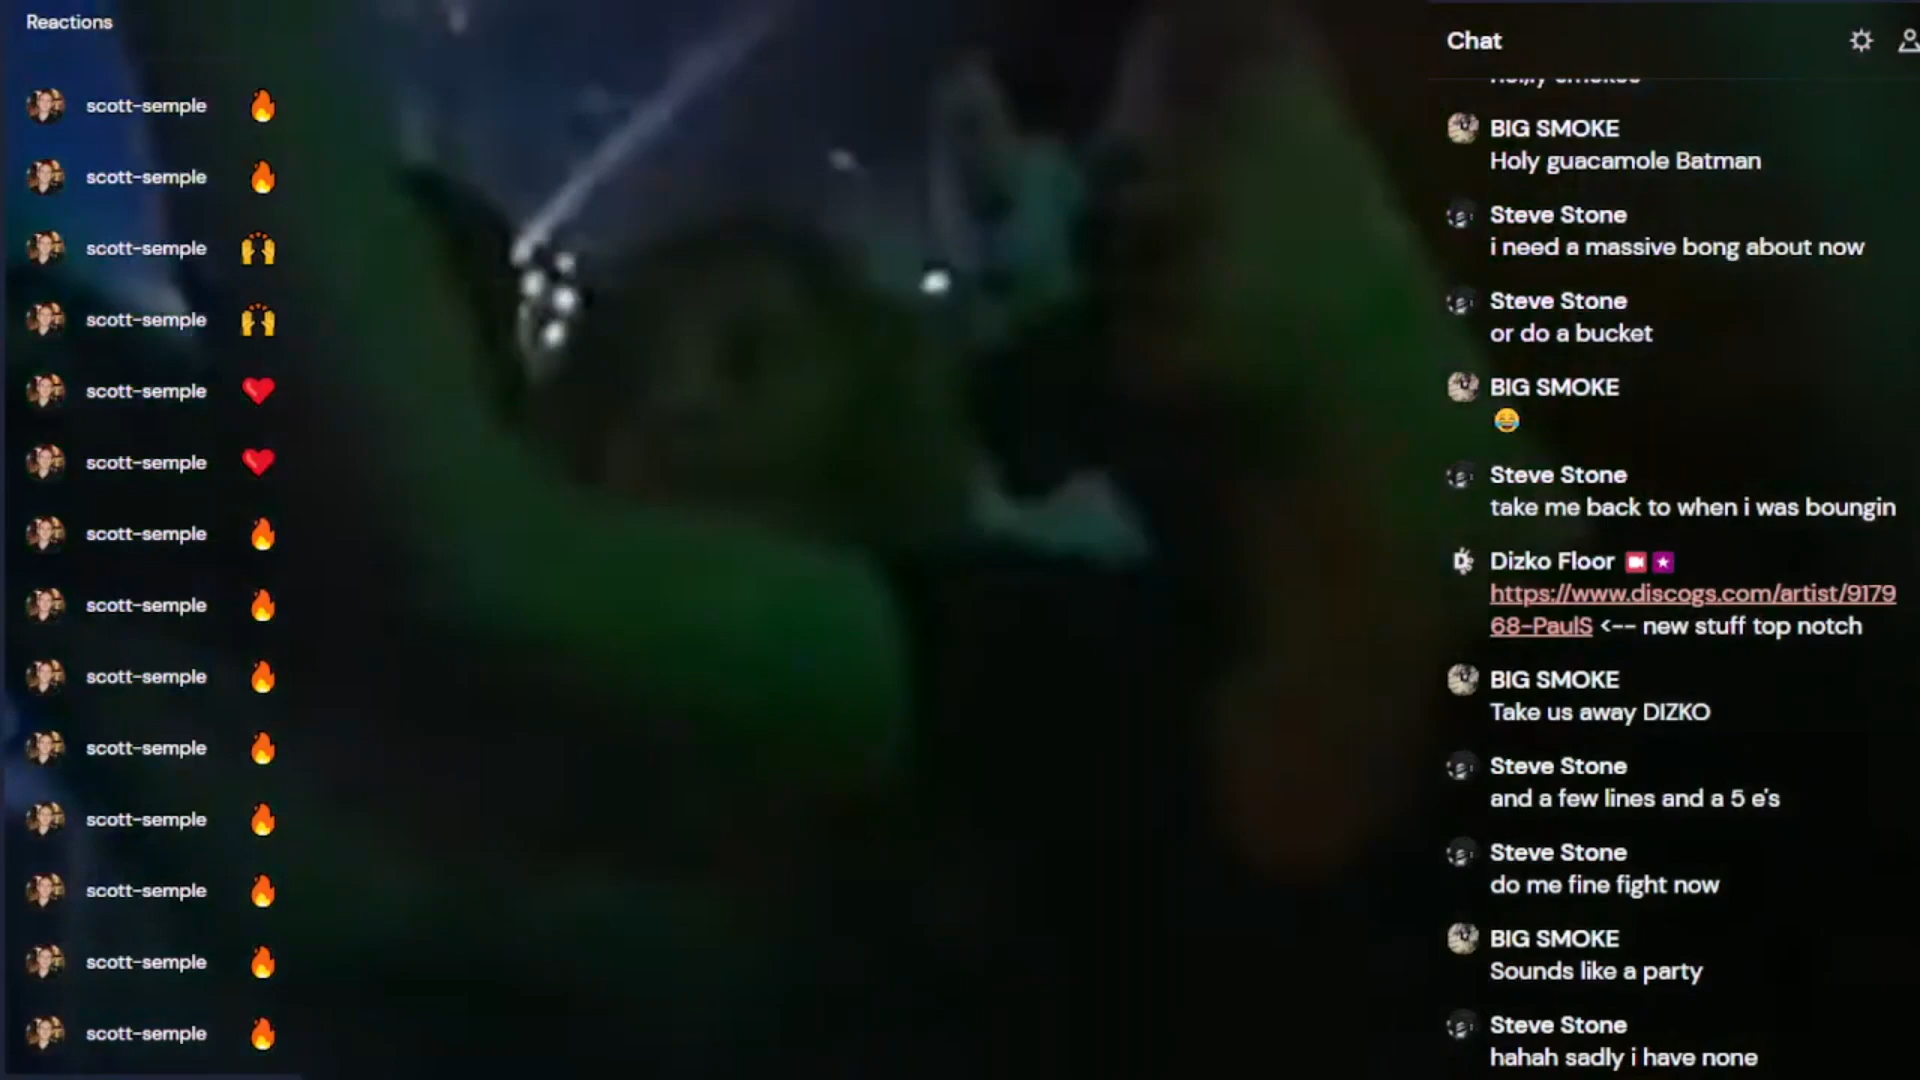 Reactions
scott-semple
scott-semple
scott-semple
scott-semple
scott-semple
scott-semple
scott-semple
scott-semple
scott-semple
scott-semple
scott-semple
scott-semple
scott-semple
scott-semple
Chat
BIG SMOKE
Holy guacamole Batman
Steve Stone
i need a massive bong about now
Steve Stone
or do a bucket
BIG SMOKE
😂
Steve Stone
take me back to when i was boungin
Dizko Floor
https://www.discogs.com/artist/9179
68-PaulS <-- new stuff top notch
BIG SMOKE
Take us away DIZKO
Steve Stone
and a few lines and a 5 e's
Steve Stone
do me fine fight now
BIG SMOKE
Sounds like a party
Steve Stone
hahah sadly i have none